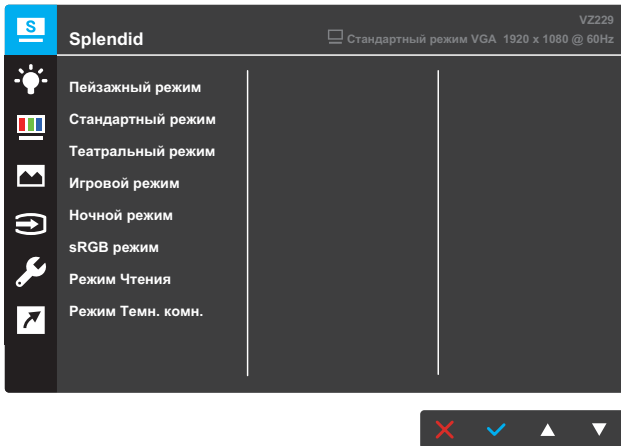 S
VZ229
Splendid
Стандартный режим VGA 1920 x 1080 @ 60Hz
Пейзажный режим
Стандартный режим
Театральный режим
Игровой режим
Ночной режим
sRGB режим
Режим Чтения
Режим Темн. комн.